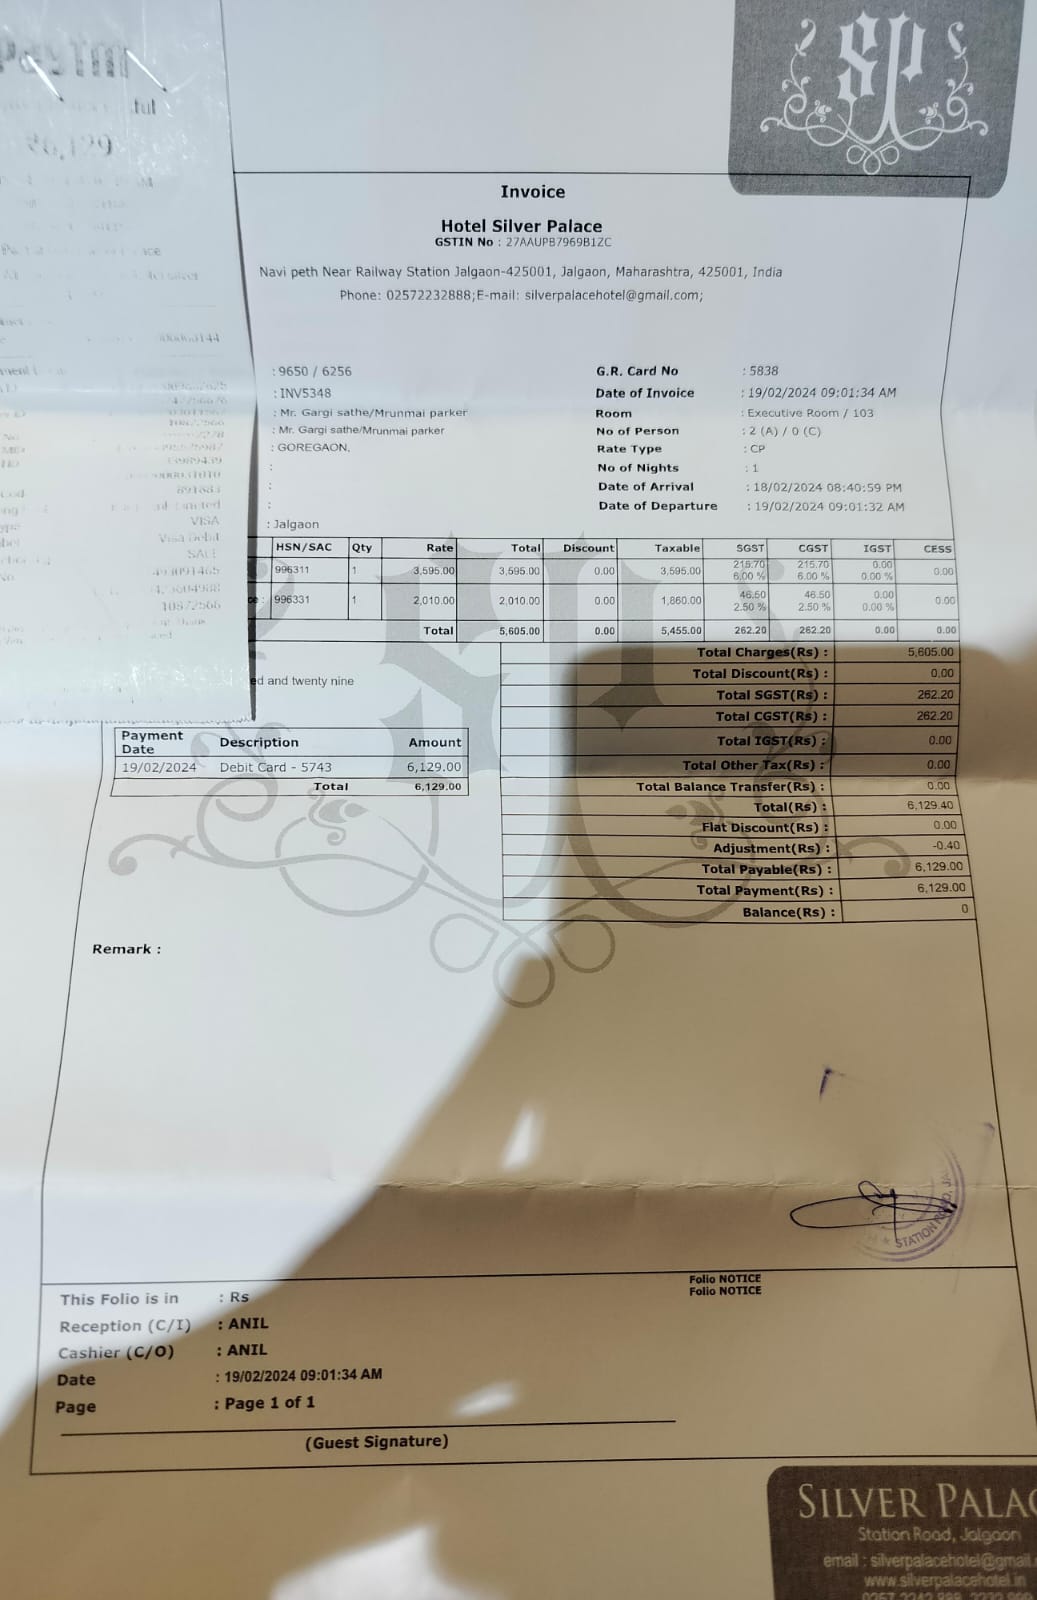 SP
₹6,129
Invoice
Hotel Silver Palace
GSTIN No : 27AAUPB7969B1ZC
Navi peth Near Railway Station Jalgaon-425001, Jalgaon, Maharashtra, 425001, India
Phone: 02572232888;E-mail: silverpalacehotel@gmail.com;
: 9650 / 6256 G.R. Card No : 5838
: INV5348 Date of Invoice : 19/02/2024 09:01:34 AM
: Mr. Gargi sathe/Mrunmai parker Room : Executive Room / 103
: Mr. Gargi sathe/Mrunmai parker No of Person : 2 (A) / 0 (C)
: GOREGAON, Rate Type : CP
: No of Nights : 1
: Date of Arrival : 18/02/2024 08:40:59 PM
: Date of Departure : 19/02/2024 09:01:32 AM
: Jalgaon
VISA
Visa Debit
SALE
HSN/SAC Qty Rate Total Discount Taxable SGST CGST IGST CESS
996311 1 3,595.00 3,595.00 0.00 3,595.00 215.70 215.70 0.00 0.00
6.00 % 6.00 % 0.00 %
996331 1 2,010.00 2,010.00 0.00 1,860.00 46.50 46.50 0.00 0.00
2.50 % 2.50 % 0.00 %
Total 5,605.00 0.00 5,455.00 262.20 262.20 0.00 0.00
Total Charges(Rs) : 5,605.00
Total Discount(Rs) : 0.00
ed and twenty nine
Total SGST(Rs) : 262.20
Total CGST(Rs) : 262.20
Total IGST(Rs) : 0.00
Total Other Tax(Rs) : 0.00
Total Balance Transfer(Rs) : 0.00
Total(Rs) : 6,129.40
Flat Discount(Rs) : 0.00
Adjustment(Rs) : -0.40
Total Payable(Rs) : 6,129.00
Total Payment(Rs) : 6,129.00
Balance(Rs) : 0
Payment Date Description Amount
19/02/2024 Debit Card - 5743 6,129.00
Total 6,129.00
Remark :
STATION ROAD, JA
Folio NOTICE
Folio NOTICE
This Folio is in : Rs
Reception (C/I) : ANIL
Cashier (C/O) : ANIL
Date : 19/02/2024 09:01:34 AM
Page : Page 1 of 1
(Guest Signature)
SILVER PALAC
Station Road, Jalgaon
email : silverpalacehotel@gmail.
www.silverpalacehotel.in